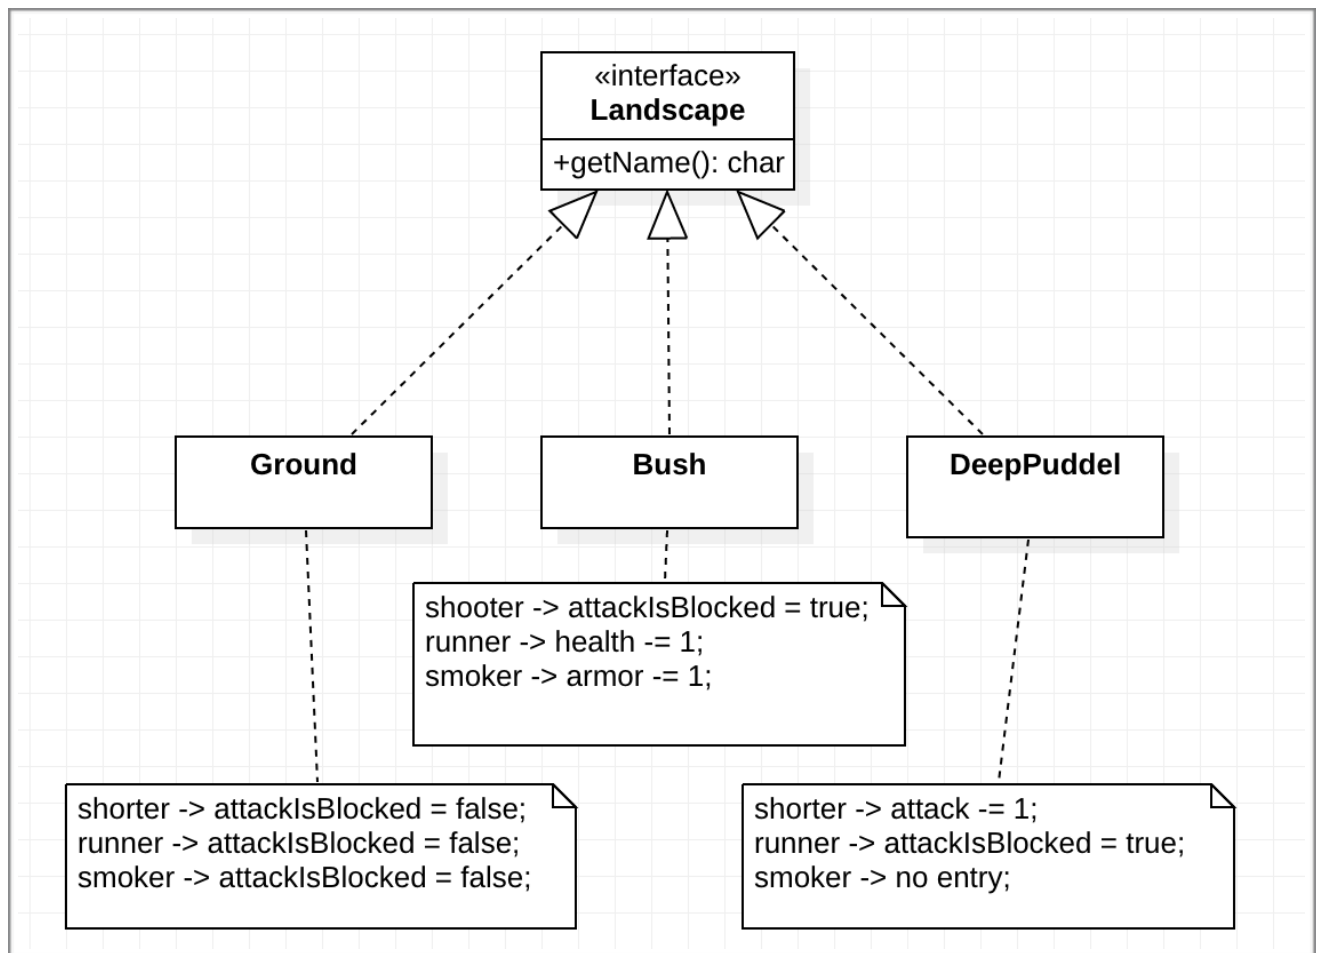 «interface»
Landscape
+getName(): char
Ground
Bush
DeepPuddel
shooter -> attackIsBlocked = true;
runner -> health -= 1;
smoker -> armor -= 1;
shorter -> attackIsBlocked = false;
runner -> attackIsBlocked = false;
smoker -> attackIsBlocked = false;
shorter -> attack -= 1;
runner -> attackIsBlocked = true;
smoker -> no entry;